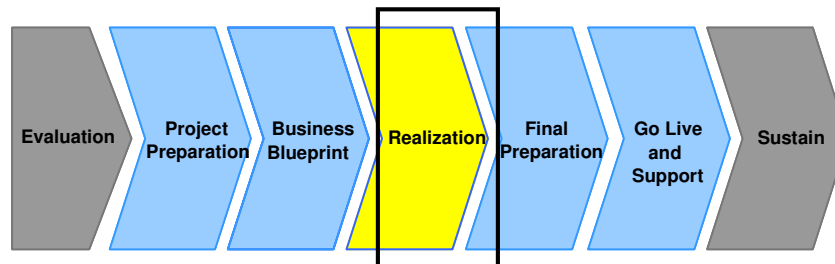 Evaluation
Project
Preparation
Business
Blueprint
Realization
Final
Preparation
Go Live
and
Support
Sustain